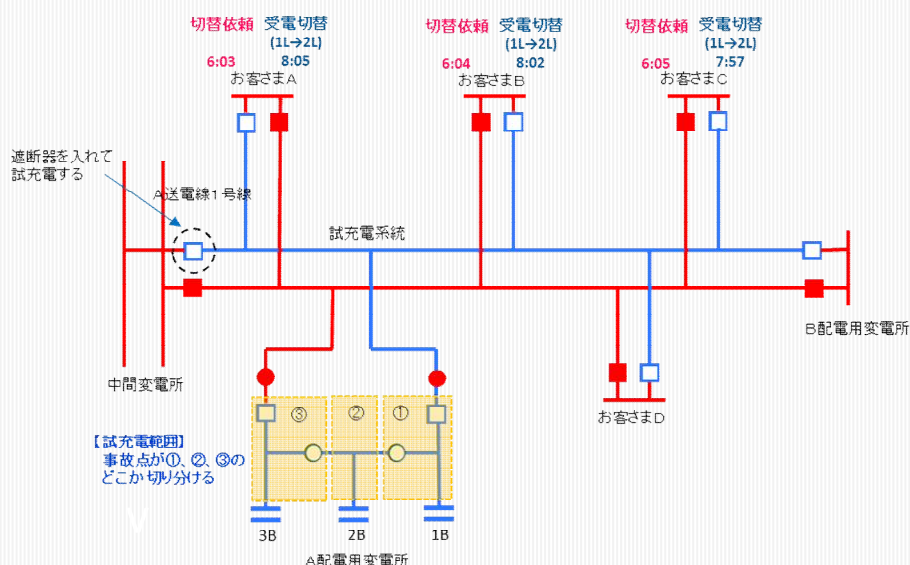 切替依頼 受電切替
(1L→2L)
6:03 8:05
お客さまA
切替依頼 受電切替
(1L→2L)
6:04 8:02
お客さまB
切替依頼 受電切替
(1L→2L)
6:05 7:57
お客さまC
遮断器を入れて
試充電する
A送電線1号線
試充電系統
B配電用変電所
中間変電所
お客さまD
③ ② ①
【試充電範囲】
事故点が①、②、③の
どこか切り分ける
3B 2B 1B
A配電用変電所